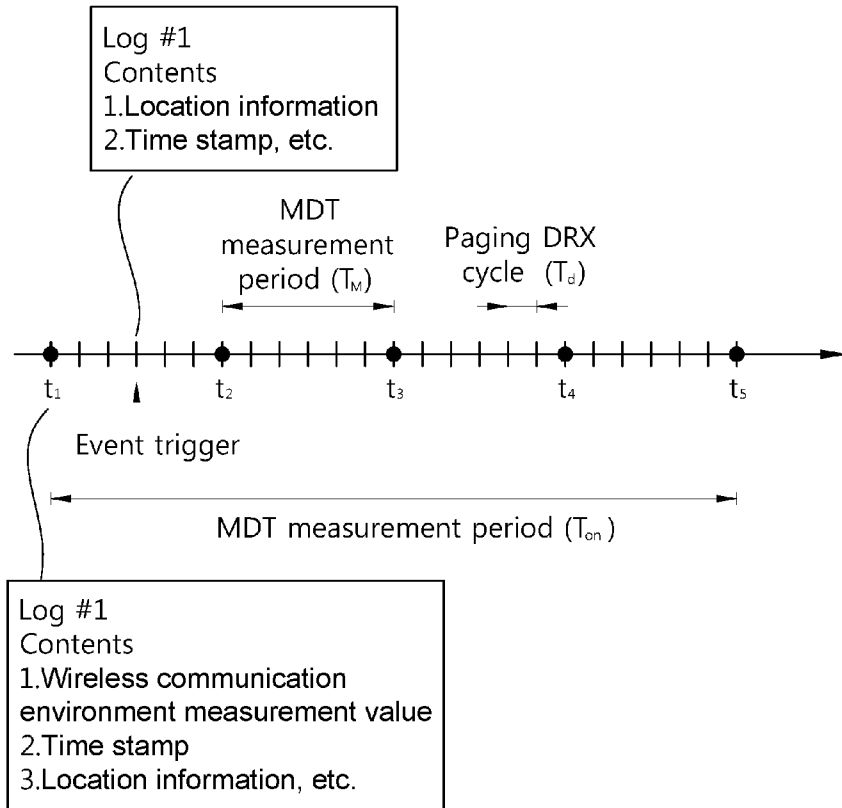 Log #1
Contents
1.Location information
2.Time stamp, etc.
MDT
measurement
period (TM)
Paging DRX
cycle (Td)
t1
t2
t3
t4
t5
Event trigger
MDT measurement period (Ton)
Log #1
Contents
1.Wireless communication
environment measurement value
2.Time stamp
3.Location information, etc.